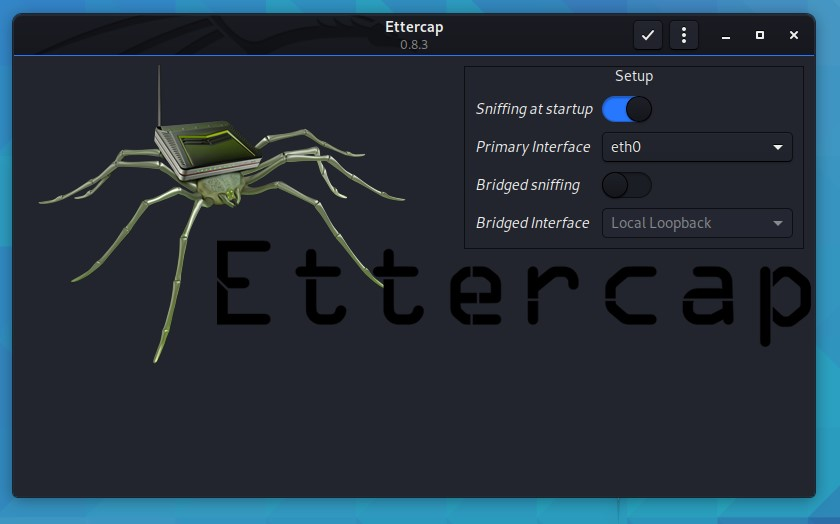 Ettercap
0.8.3
Setup
Sniffing at startup
Primary Interface eth0
Bridged sniffing
Bridged Interface Local Loopback
Ettercap